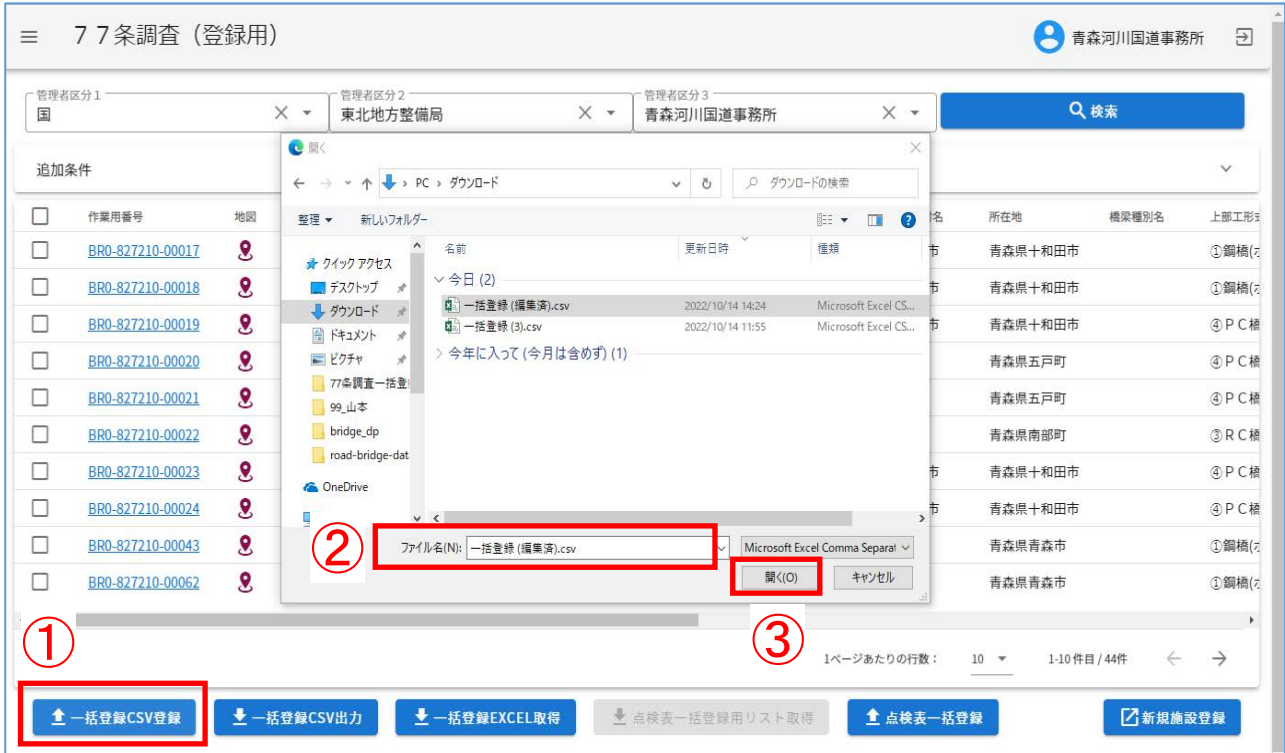 77条調査（登録用）
青森河川国道事務所
管理者区分1
国
管理者区分2
東北地方整備局
管理者区分3
青森河川国道事務所
検索
追加条件
開く
PC › ダウンロード
ダウンロードの検索
整理
新しいフォルダー
クイック アクセス
デスクトップ
ダウンロード
ドキュメント
ピクチャ
77条調査一括登
99_山本
bridge_dp
road-bridge-dat
OneDrive
名前 更新日時 種類
今日 (2)
一括登録 (編集済).csv 2022/10/14 14:24 Microsoft Excel CS...
一括登録 (3).csv 2022/10/14 11:55 Microsoft Excel CS...
今年に入って (今月は含めず) (1)
②
ファイル名(N): 一括登録 (編集済).csv
Microsoft Excel Comma Separat
開く(O)
キャンセル
③
作業用番号 地図 名 所在地 橋梁種別名 上部工形式
BR0-827210-00017 市 青森県十和田市 ①鋼橋(
BR0-827210-00018 市 青森県十和田市 ①鋼橋(
BR0-827210-00019 市 青森県十和田市 ④PC橋
BR0-827210-00020 青森県五戸町 ④PC橋
BR0-827210-00021 青森県五戸町 ④PC橋
BR0-827210-00022 青森県南部町 ③RC橋
BR0-827210-00023 市 青森県十和田市 ④PC橋
BR0-827210-00024 市 青森県十和田市 ④PC橋
BR0-827210-00043 青森県青森市 ①鋼橋(
BR0-827210-00062 青森県青森市 ①鋼橋(
①
1ページあたりの行数： 10 1-10 件目 / 44件
一括登録CSV登録
一括登録CSV出力
一括登録EXCEL取得
点検表一括登録用リスト取得
点検表一括登録
新規施設登録